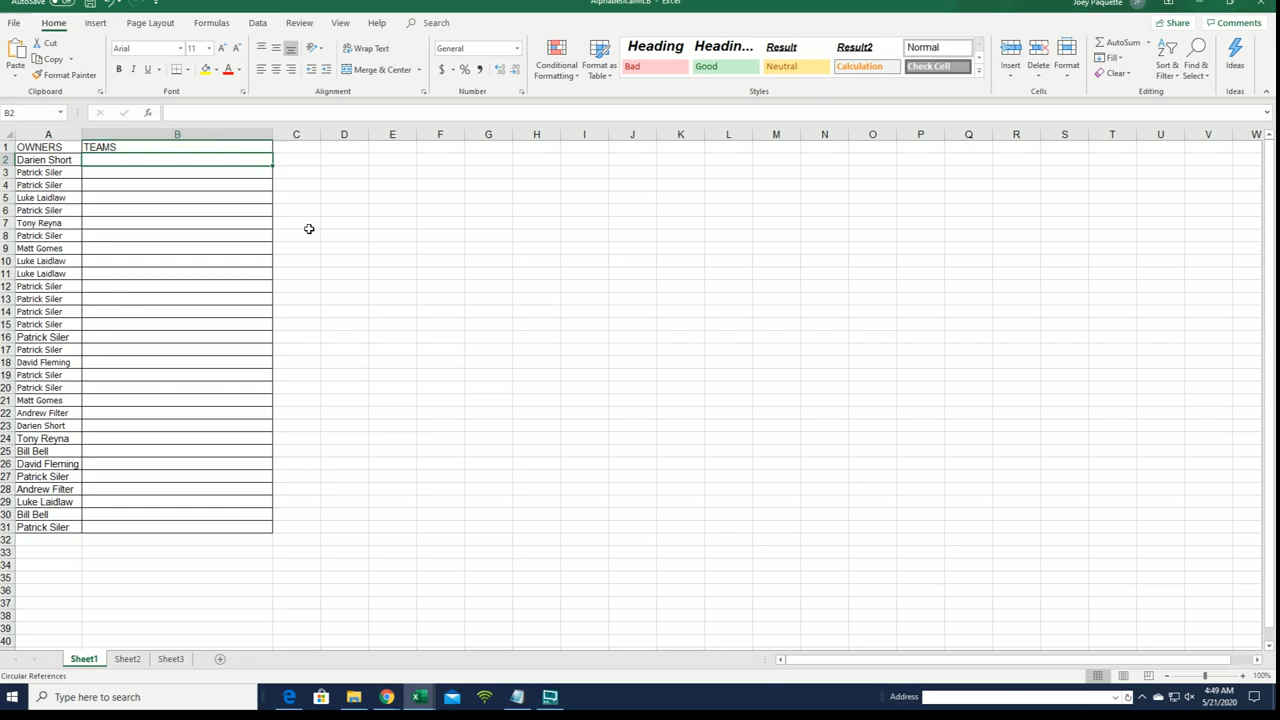 AutoSave Off AlphabeticalMLB - Excel Joey Paquette JP
File Home Insert Page Layout Formulas Data Review View Help Search Share Comments
Paste Cut Copy Format Painter Clipboard
Arial 11 A A B I U A Font
ab Wrap Text Merge & Center Alignment
General $ % , Number
Conditional Formatting Format as Table
Heading Headin... Result Result2 Normal
Bad Good Neutral Calculation Check Cell
Styles
Insert Delete Format Cells
AutoSum Fill Clear Sort & Filter Find & Select Editing
Ideas Ideas
B2 fx
A B C D E F G H I J K L M N O P Q R S T U V W
1 OWNERS TEAMS
2 Darien Short
3 Patrick Siler
4 Patrick Siler
5 Luke Laidlaw
6 Patrick Siler
7 Tony Reyna
8 Patrick Siler
9 Matt Gomes
10 Luke Laidlaw
11 Luke Laidlaw
12 Patrick Siler
13 Patrick Siler
14 Patrick Siler
15 Patrick Siler
16 Patrick Siler
17 Patrick Siler
18 David Fleming
19 Patrick Siler
20 Patrick Siler
21 Matt Gomes
22 Andrew Filter
23 Darien Short
24 Tony Reyna
25 Bill Bell
26 David Fleming
27 Patrick Siler
28 Andrew Filter
29 Luke Laidlaw
30 Bill Bell
31 Patrick Siler
32
33
34
35
36
37
38
39
40
Sheet1 Sheet2 Sheet3
Circular References 100%
Type here to search Address 4:49 AM
5/21/2020